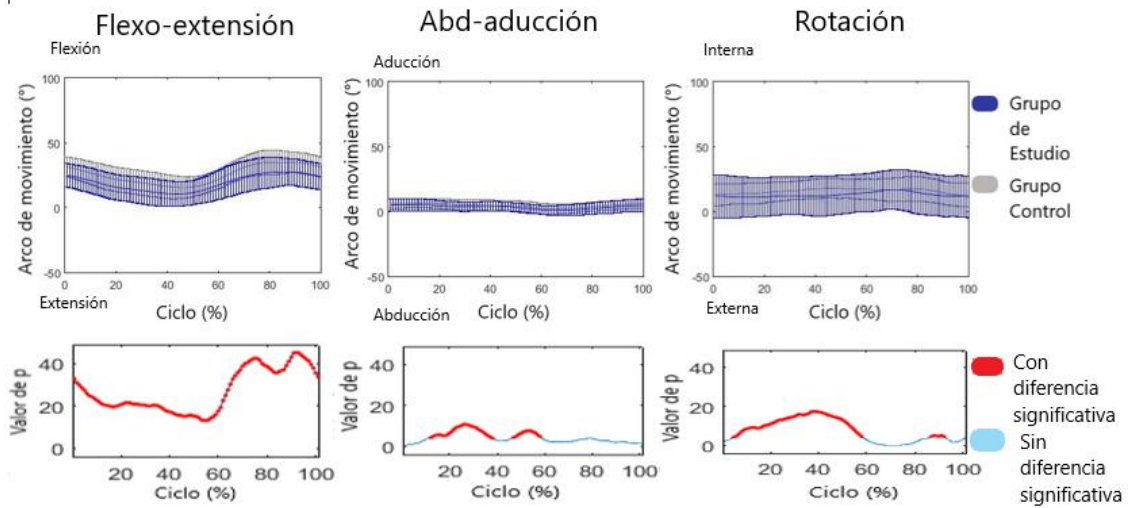 Flexo-extensión
Abd-aducción
Rotación
Flexión
Aducción
Interna
Arco de movimiento (°)
100
50
0
-50
0 20 40 60 80 100
Extensión
Ciclo (%)
Arco de movimiento (°)
100
50
0
-50
0 20 40 60 80 100
Abducción
Ciclo (%)
Arco de movimiento (°)
100
50
0
-50
0 20 40 60 80 100
Externa
Ciclo (%)
Grupo
de
Estudio
Grupo
Control
Valor de p
40
20
0
20 40 60 80 100
Ciclo (%)
Valor de p
40
20
0
20 40 60 80 100
Ciclo (%)
Valor de p
40
20
0
20 40 60 80 100
Ciclo (%)
Con
diferencia
significativa
Sin
diferencia
significativa